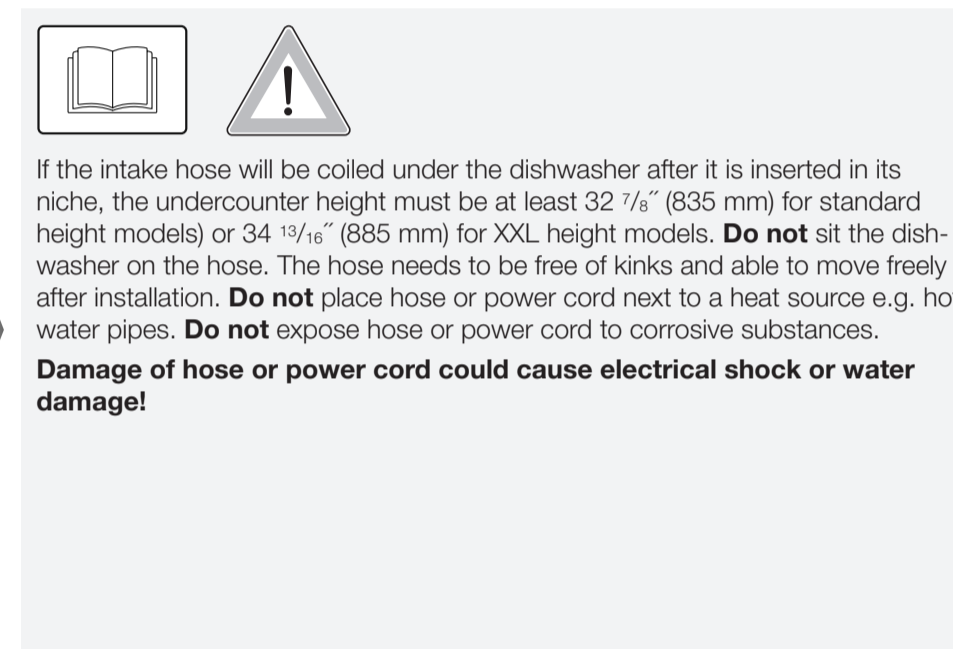 If the intake hose will be coiled under the dishwasher after it is inserted in its
niche, the undercounter height must be at least 32 7/8˝ (835 mm) for standard
height models) or 34 13/16˝ (885 mm) for XXL height models. Do not sit the dish-
washer on the hose. The hose needs to be free of kinks and able to move freely
after installation. Do not place hose or power cord next to a heat source e.g.
water pipes. Do not expose hose or power cord to corrosive substances.
Damage of hose or power cord could cause electrical shock or water
damage!